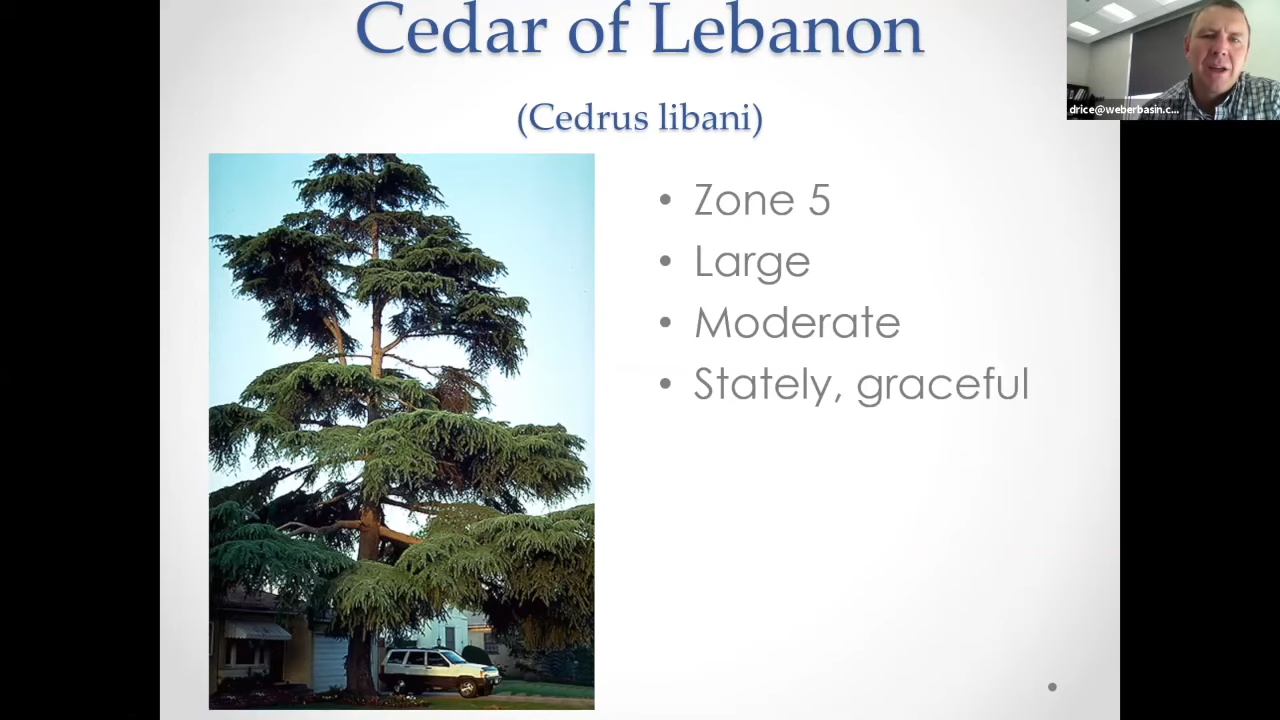 Cedar of Lebanon
(Cedrus libani)
drice@weberbasin.c...
• Zone 5
• Large
• Moderate
• Stately, graceful